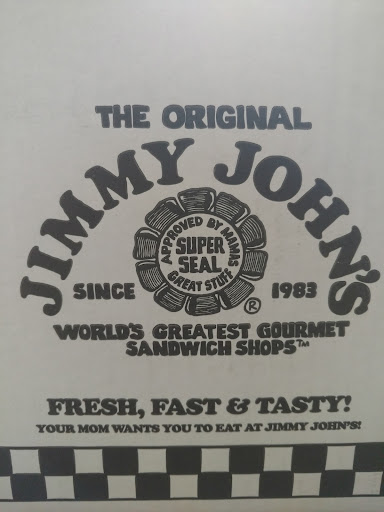 THE ORIGINAL
JIMMY JOHN'S
APPROVED BY MAMAS
SUPER
SEAL
GREAT STUFF
SINCE 1983
®
WORLD'S GREATEST GOURMET
SANDWICH SHOPS™
FRESH, FAST & TASTY!
YOUR MOM WANTS YOU TO EAT AT JIMMY JOHN'S!